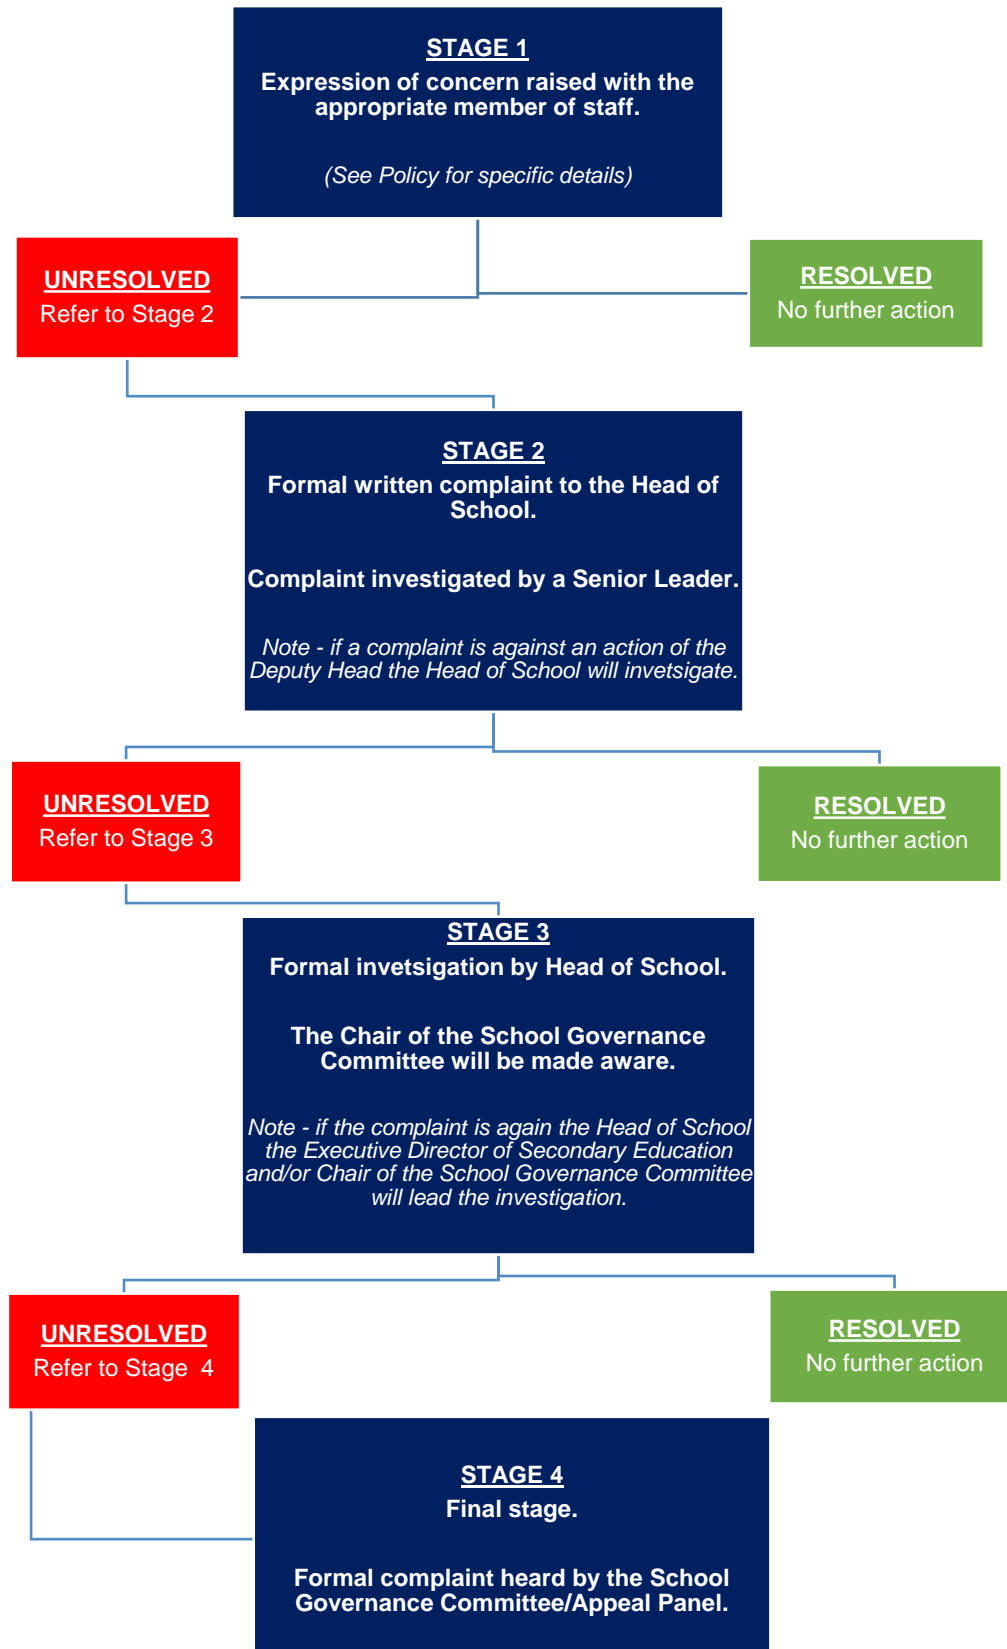 STAGE 1
Expression of concern raised with the
appropriate member of staff.
(See Policy for specific details)
UNRESOLVED
Refer to Stage 2
RESOLVED
No further action
STAGE 2
Formal written complaint to the Head of
School.
Complaint investigated by a Senior Leader.
Note - if a complaint is against an action of the
Deputy Head the Head of School will invetsigate.
UNRESOLVED
Refer to Stage 3
RESOLVED
No further action
STAGE 3
Formal invetsigation by Head of School.
The Chair of the School Governance
Committee will be made aware.
Note - if the complaint is again the Head of School
the Executive Director of Secondary Education
and/or Chair of the School Governance Committee
will lead the investigation.
UNRESOLVED
Refer to Stage  4
RESOLVED
No further action
STAGE 4
Final stage.
Formal complaint heard by the School
Governance Committee/Appeal Panel.